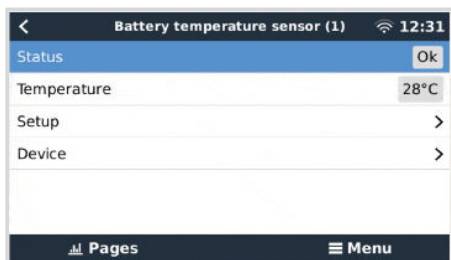 Battery temperature sensor (1) 12:31
Status Ok
Temperature 28°C
Setup
Device
Pages Menu